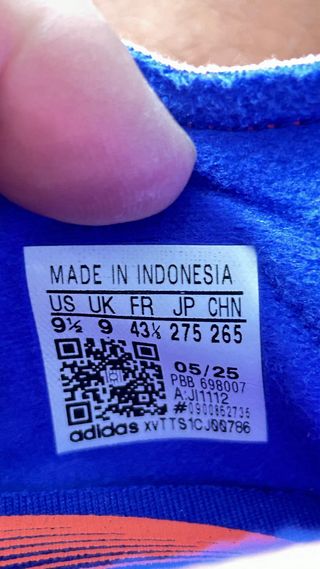 MADE IN INDONESIA
US UK FR JP CHN
9½ 9 43⅓ 275 265
05/25
PBB 698007
A:JI1112
#0900862735
adidas xvTTS1CJ00786